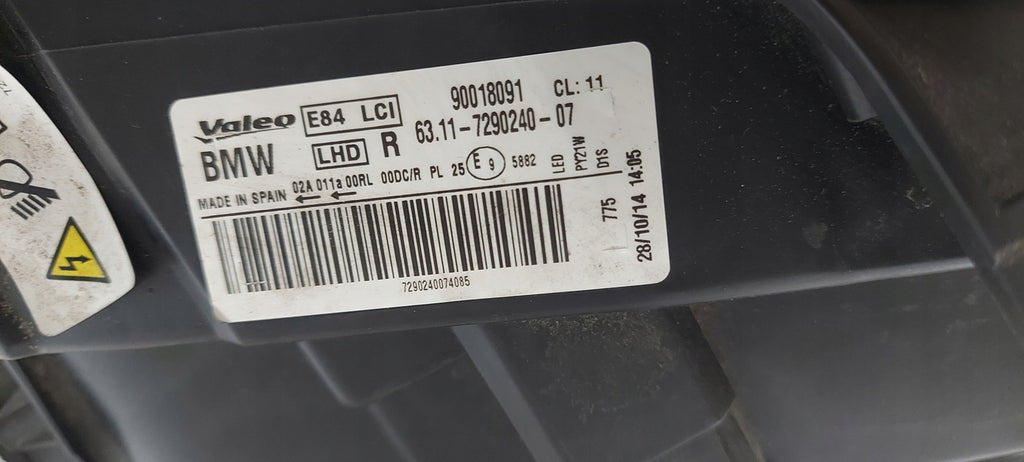 Valeo E84 LCI 90018091 CL: 11
BMW LHD R 63.11-7290240-07
MADE IN SPAIN 02A 011a 00RL 00DC/R PL 25 E 9 5882
LED
PY21W
D1S
775
28/10/14 14:05
7290240074085